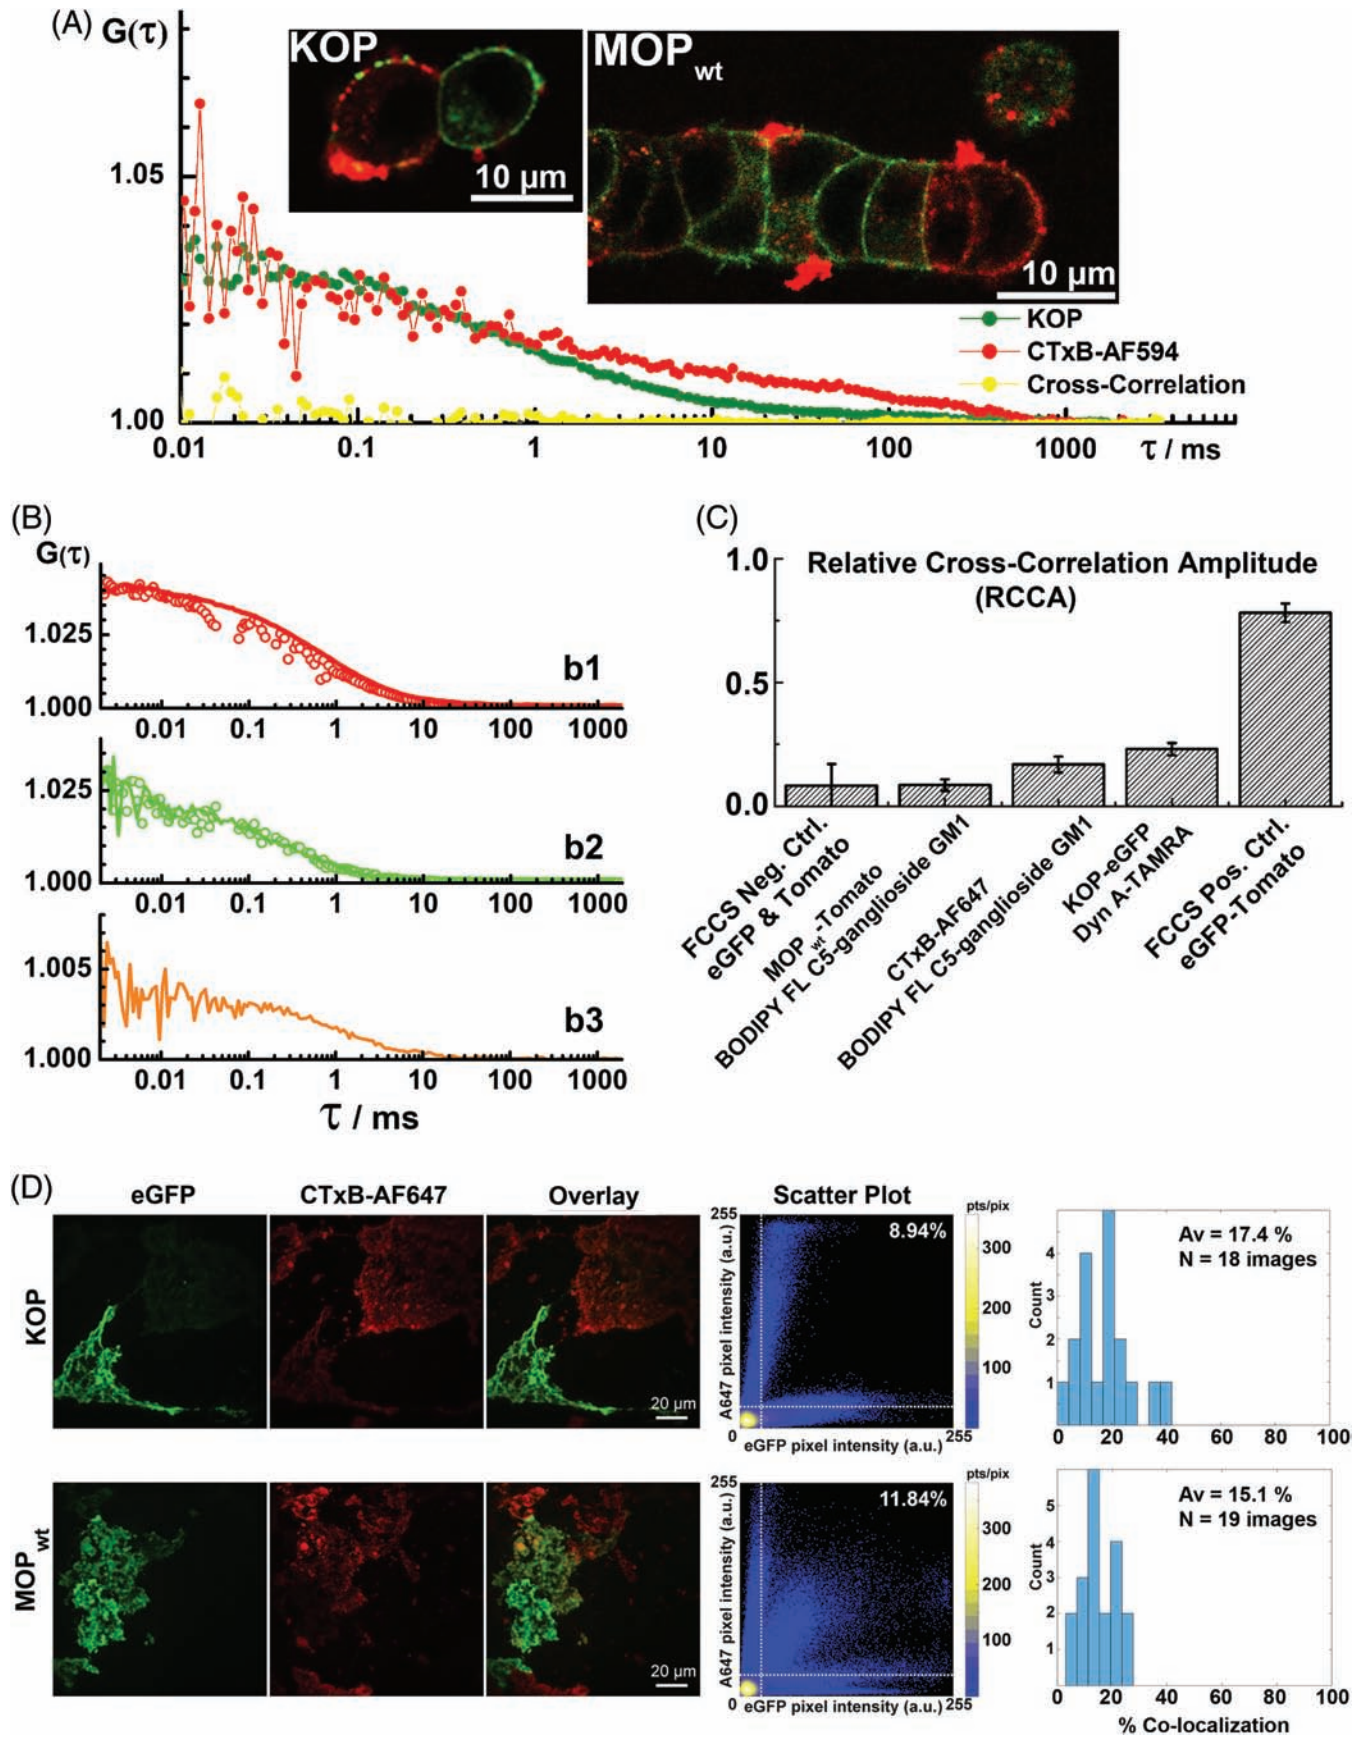 (A)
G(τ)
KOP
MOPwt
10 µm
10 µm
1.05
1.00
KOP
CTxB-AF594
Cross-Correlation
0.01 0.1 1 10 100 1000 τ / ms
(B)
G(τ)
1.025
b1
1.000
0.01 0.1 1 10 100 1000
1.025
b2
1.000
0.01 0.1 1 10 100 1000
1.005
b3
1.000
0.01 0.1 1 10 100 1000
τ / ms
(C)
Relative Cross-Correlation Amplitude
(RCCA)
1.0
0.5
0.0
FCCS Neg. Ctrl.
eGFP & Tomato
MOPwt-Tomato
BODIPY FL C5-ganglioside GM1
CTxB-AF647
BODIPY FL C5-ganglioside GM1
KOP-eGFP
Dyn A-TAMRA
FCCS Pos. Ctrl.
eGFP-Tomato
(D)
eGFP CTxB-AF647 Overlay Scatter Plot
KOP
20 µm
255
A647 pixel intensity (a.u.)
8.94%
0 eGFP pixel intensity (a.u.) 255
pts/pix
300
200
100
Count
4
3
2
1
Av = 17.4 %
N = 18 images
0 20 40 60 80 100
MOPwt
20 µm
255
A647 pixel intensity (a.u.)
11.84%
0 eGFP pixel intensity (a.u.) 255
pts/pix
300
200
100
Count
5
4
3
2
1
Av = 15.1 %
N = 19 images
0 20 40 60 80 100
% Co-localization